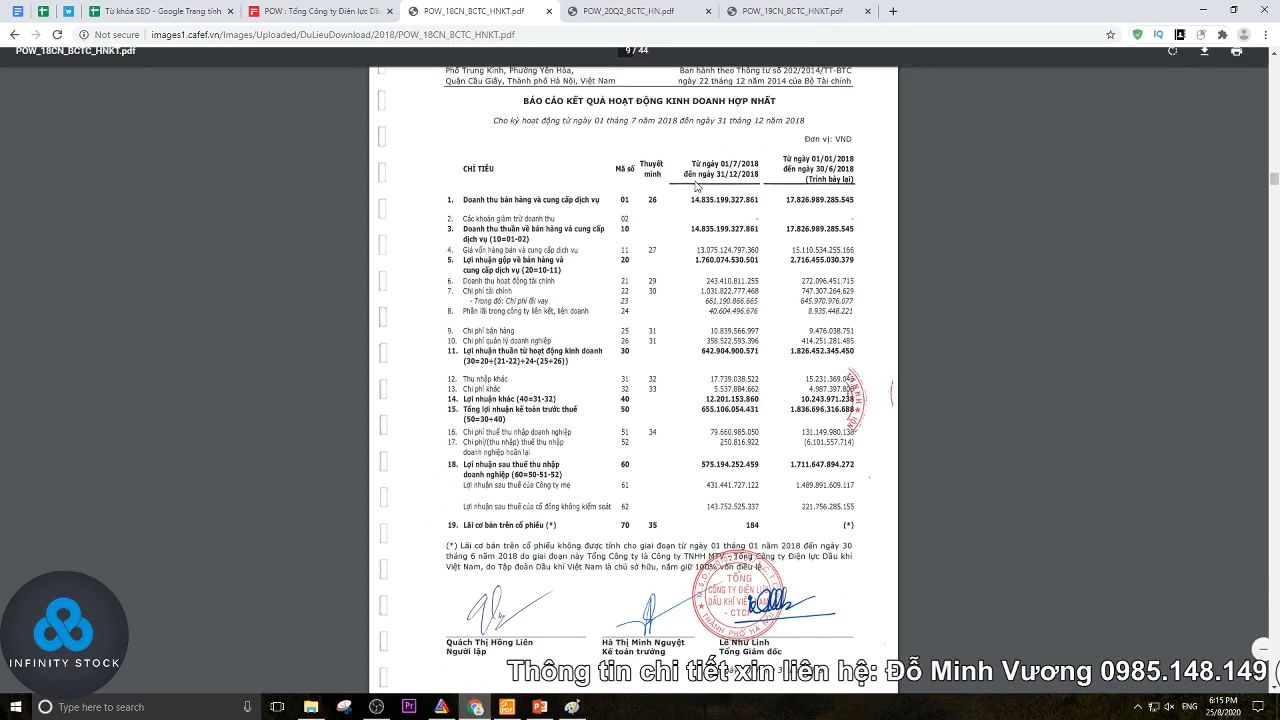 Từ khóa SEO - Google Trang tính
POW : Tổng Công ty Điện lực Dầ
POW_18CN_BCTC_HNKT.pdf
POW_20Q2_BCTC_HNKT.pdf
POW_19CN_BCTC_HNKT.pdf
Not secure | images1.cafef.vn/Images/Uploaded/DuLieuDownload/2018/POW_18CN_BCTC_HNKT.pdf
POW_18CN_BCTC_HNKT.pdf 9 / 44
Phố Trung Kính, Phường Yên Hòa, Ban hành theo Thông tư số 202/2014/TT-BTC
Quận Cầu Giấy, Thành phố Hà Nội, Việt Nam ngày 22 tháng 12 năm 2014 của Bộ Tài chính
BÁO CÁO KẾT QUẢ HOẠT ĐỘNG KINH DOANH HỢP NHẤT
Cho kỳ hoạt động từ ngày 01 tháng 7 năm 2018 đến ngày 31 tháng 12 năm 2018
Đơn vị: VND
CHỈ TIÊU Mã số Thuyết minh Từ ngày 01/7/2018 đến ngày 31/12/2018 Từ ngày 01/01/2018 đến ngày 30/6/2018 (Trình bày lại)
1. Doanh thu bán hàng và cung cấp dịch vụ 01 26 14.835.199.327.861 17.826.989.285.545
2. Các khoản giảm trừ doanh thu 02 - -
3. Doanh thu thuần về bán hàng và cung cấp 10 14.835.199.327.861 17.826.989.285.545
dịch vụ (10=01-02)
4. Giá vốn hàng bán và cung cấp dịch vụ 11 27 13.075.124.797.360 15.110.534.255.166
5. Lợi nhuận gộp về bán hàng và 20 1.760.074.530.501 2.716.455.030.379
cung cấp dịch vụ (20=10-11)
6. Doanh thu hoạt động tài chính 21 29 243.410.811.255 272.096.451.715
7. Chi phí tài chính 22 30 1.031.822.777.468 747.307.264.629
- Trong đó: Chi phí lãi vay 23 661.190.866.665 645.970.976.077
8. Phần lãi trong công ty liên kết, liên doanh 24 40.604.496.676 8.935.448.221
9. Chi phí bán hàng 25 31 10.839.566.997 9.476.038.751
10. Chi phí quản lý doanh nghiệp 26 31 358.522.593.396 414.251.281.485
11. Lợi nhuận thuần từ hoạt động kinh doanh 30 642.904.900.571 1.826.452.345.450
(30=20+(21-22)+24-(25+26))
12. Thu nhập khác 31 32 17.739.038.522
13. Chi phí khác 32 33 5.537.884.662
14. Lợi nhuận khác (40=31-32) 40 12.201.153.860 10.243.971.238
15. Tổng lợi nhuận kế toán trước thuế 50 655.106.054.431 1.836.696.316.688
(50=30+40)
16. Chi phí thuế thu nhập doanh nghiệp 51 34 79.660.985.050
17. Chi phí/(thu nhập) thuế thu nhập 52 250.816.922 (6.101.557.714)
doanh nghiệp hoãn lại
18. Lợi nhuận sau thuế thu nhập 60 575.194.252.459 1.711.647.894.272
doanh nghiệp (60=50-51-52)
Lợi nhuận sau thuế của Công ty mẹ 61 431.441.727.122 1.489.891.609.117
Lợi nhuận sau thuế của cổ đông không kiểm soát 62 143.752.525.337 221.756.285.155
19. Lãi cơ bản trên cổ phiếu (*) 70 35 184 (*)
(*) Lãi cơ bản trên cổ phiếu không được tính cho giai đoạn từ ngày 01 tháng 01 năm 2018 đến ngày 30
tháng 6 năm 2018 do giai đoạn này Tổng Công ty là Công ty TNHH MTV - Tổng Công ty Điện lực Dầu khí
Việt Nam, do Tập đoàn Dầu khí Việt Nam là chủ sở hữu, nắm giữ 100% vốn điều lệ.
TỔNG
CÔNG TY ĐIỆN LỰC
DẦU KHÍ VIỆT NAM
- CTCP
THÀNH PHỐ HÀ NỘI
Quách Thị Hồng Liên Hà Thị Minh Nguyệt Lê Như Linh
Người lập Kế toán trưởng Tổng Giám đốc
INFINITY STOCK
Thông tin chi tiết xin liên hệ: Đỗ Minh Vương 0985.148.149 (
Type here to search
6:15 PM
25/8/2020